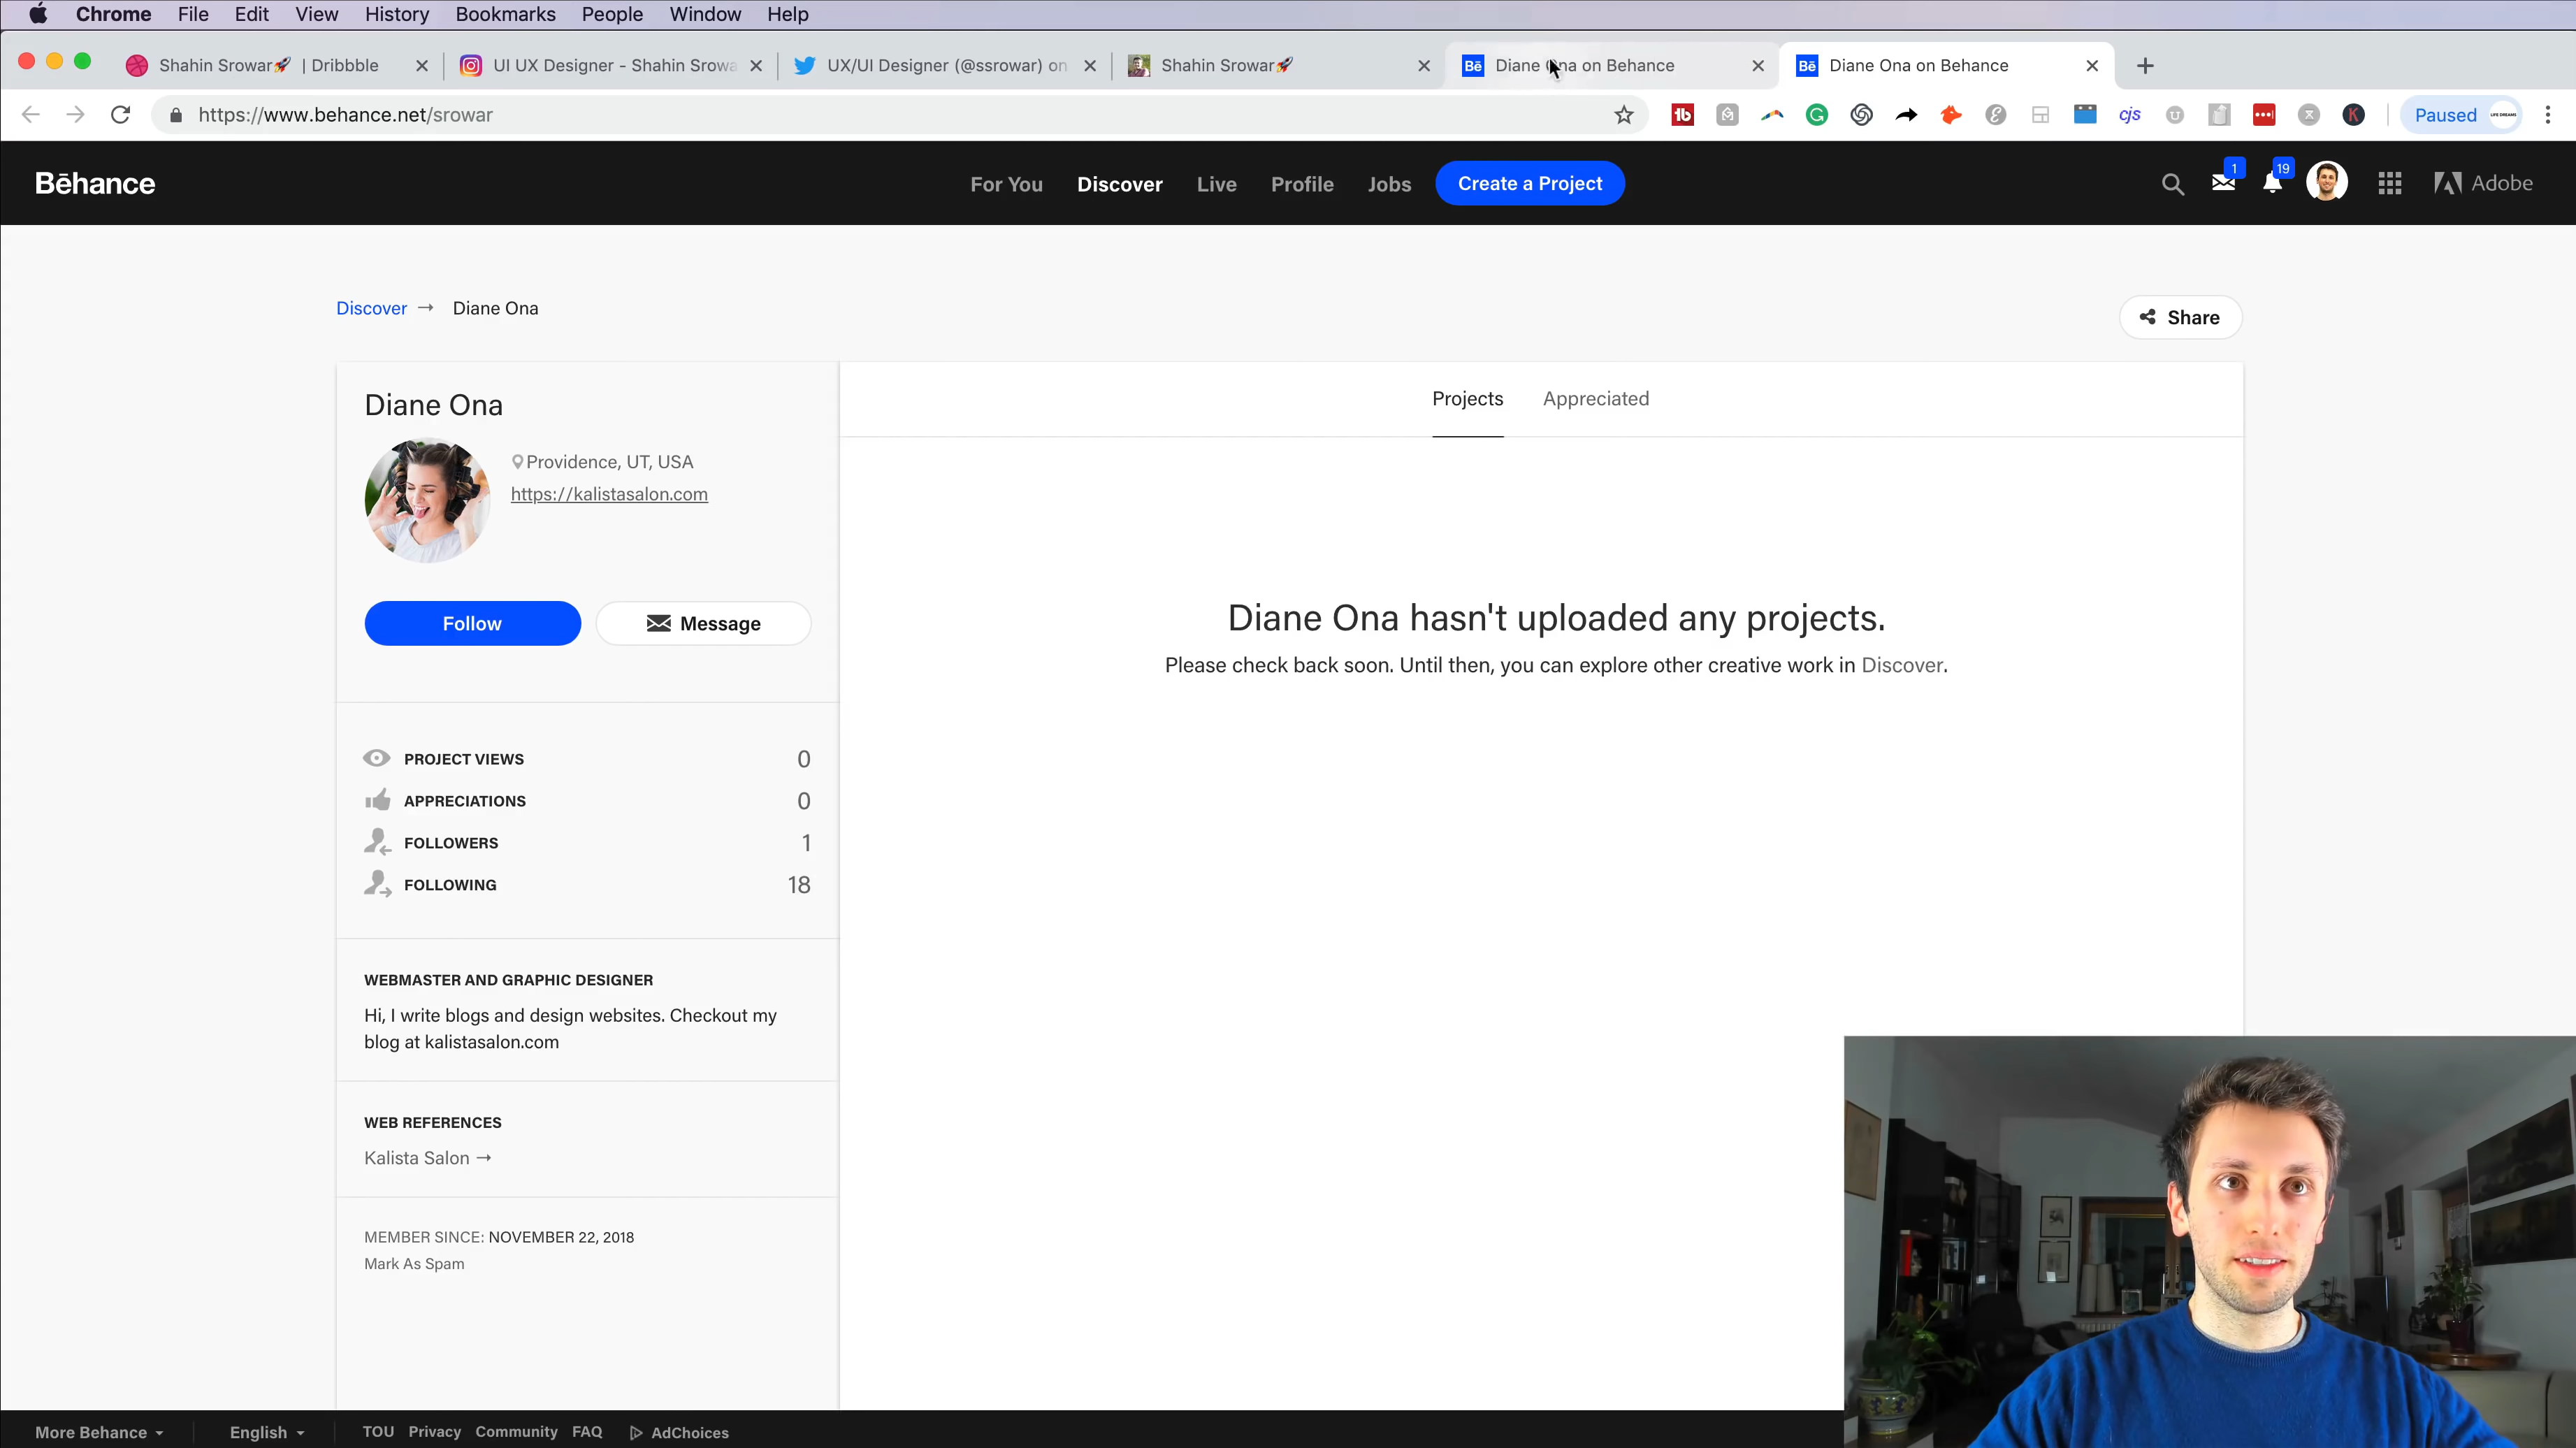 Chrome File Edit View History Bookmarks People Window Help
Shahin Srowar🚀 | Dribbble
UI UX Designer - Shahin Srowa
UX/UI Designer (@ssrowar) on
Shahin Srowar🚀
Bē Diane Ona on Behance
Bē Diane Ona on Behance
https://www.behance.net/srowar
cjs
Paused
Bēhance
For You Discover Live Profile Jobs Create a Project
1 19 Adobe
Discover → Diane Ona
Share
Diane Ona
Providence, UT, USA
https://kalistasalon.com
Follow Message
PROJECT VIEWS 0
APPRECIATIONS 0
FOLLOWERS 1
FOLLOWING 18
WEBMASTER AND GRAPHIC DESIGNER
Hi, I write blogs and design websites. Checkout my
blog at kalistasalon.com
WEB REFERENCES
Kalista Salon →
MEMBER SINCE: NOVEMBER 22, 2018
Mark As Spam
Projects Appreciated
Diane Ona hasn't uploaded any projects.
Please check back soon. Until then, you can explore other creative work in Discover.
More Behance English TOU Privacy Community FAQ AdChoices